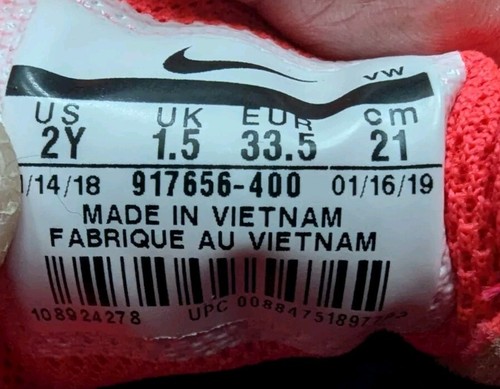 VW
US UK EUR cm
2Y 1.5 33.5 21
/14/18 917656-400 01/16/19
MADE IN VIETNAM
FABRIQUE AU VIETNAM
108924278 UPC